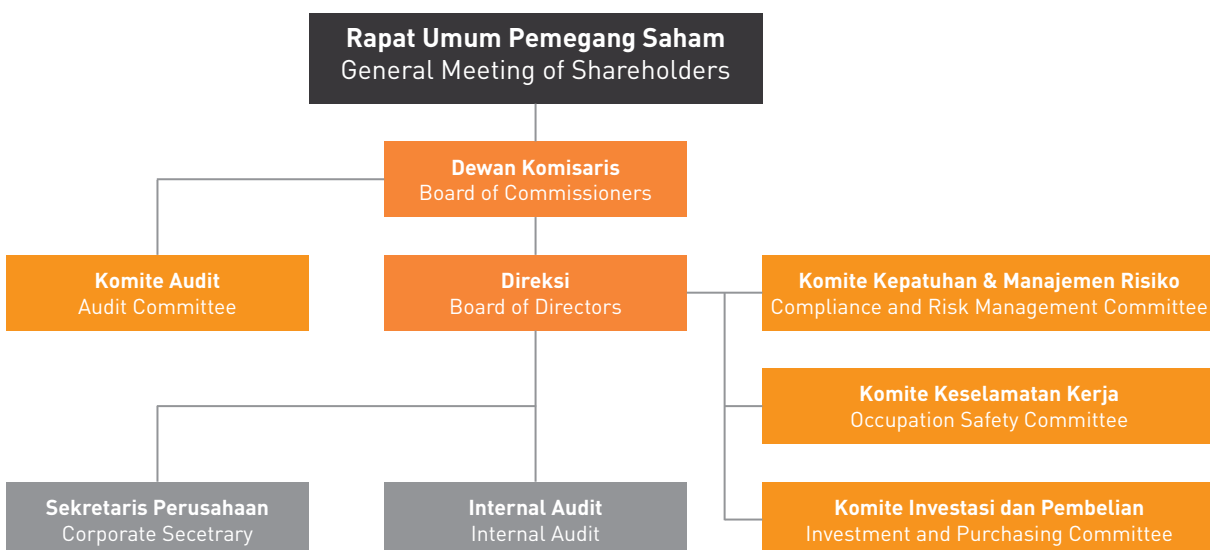 Rapat Umum Pemegang Saham
General Meeting of Shareholders
Dewan Komisaris
Board of Commissioners
Komite Audit
Audit Committee
Direksi
Board of Directors
Komite Kepatuhan & Manajemen Risiko
Compliance and Risk Management Committee
Komite Keselamatan Kerja
Occupation Safety Committee
Sekretaris Perusahaan
Corporate Secetrary
Internal Audit
Internal Audit
Komite Investasi dan Pembelian
Investment and Purchasing Committee